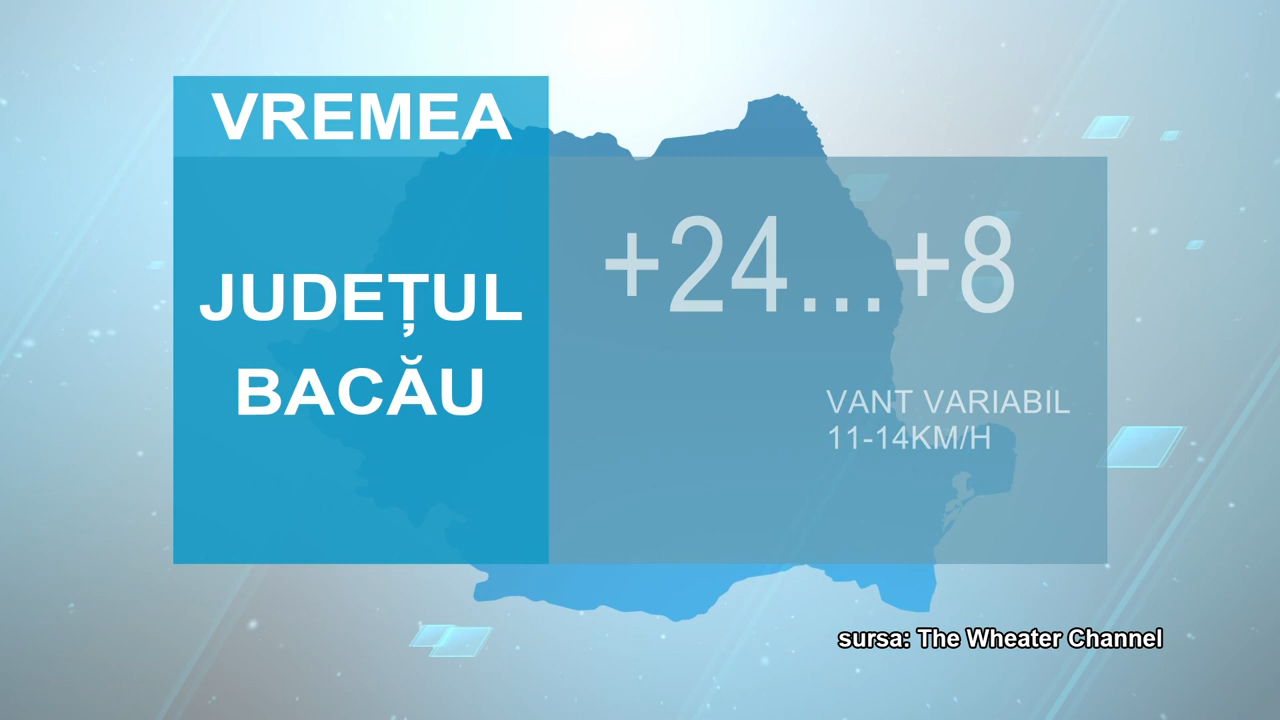 VREMEA
JUDEȚUL
BACĂU
+24...+8
VANT VARIABIL
11-14KM/H
sursa: The Wheater Channel